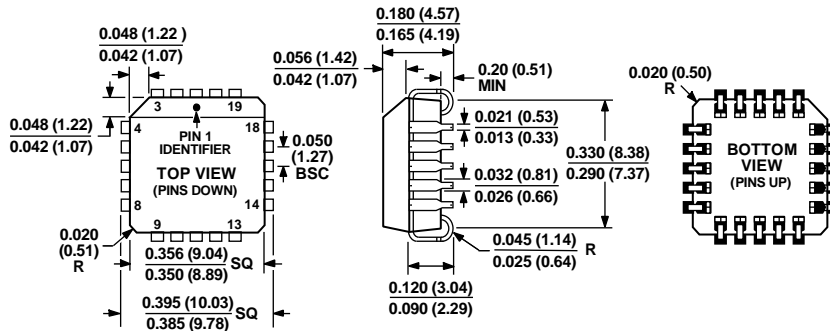 0.048 (1.22)
0.042 (1.07)
0.048 (1.22)
0.042 (1.07)
3
19
4
18
PIN 1
IDENTIFIER
TOP VIEW
(PINS DOWN)
8
14
9
13
0.050
(1.27)
BSC
0.020
(0.51)
R
0.356 (9.04)
0.350 (8.89)
SQ
0.395 (10.03)
0.385 (9.78)
SQ
0.180 (4.57)
0.165 (4.19)
0.056 (1.42)
0.042 (1.07)
0.20 (0.51)
MIN
0.021 (0.53)
0.013 (0.33)
0.032 (0.81)
0.026 (0.66)
0.330 (8.38)
0.290 (7.37)
0.045 (1.14)
0.025 (0.64)
R
0.120 (3.04)
0.090 (2.29)
0.020 (0.50)
R
BOTTOM
VIEW
(PINS UP)